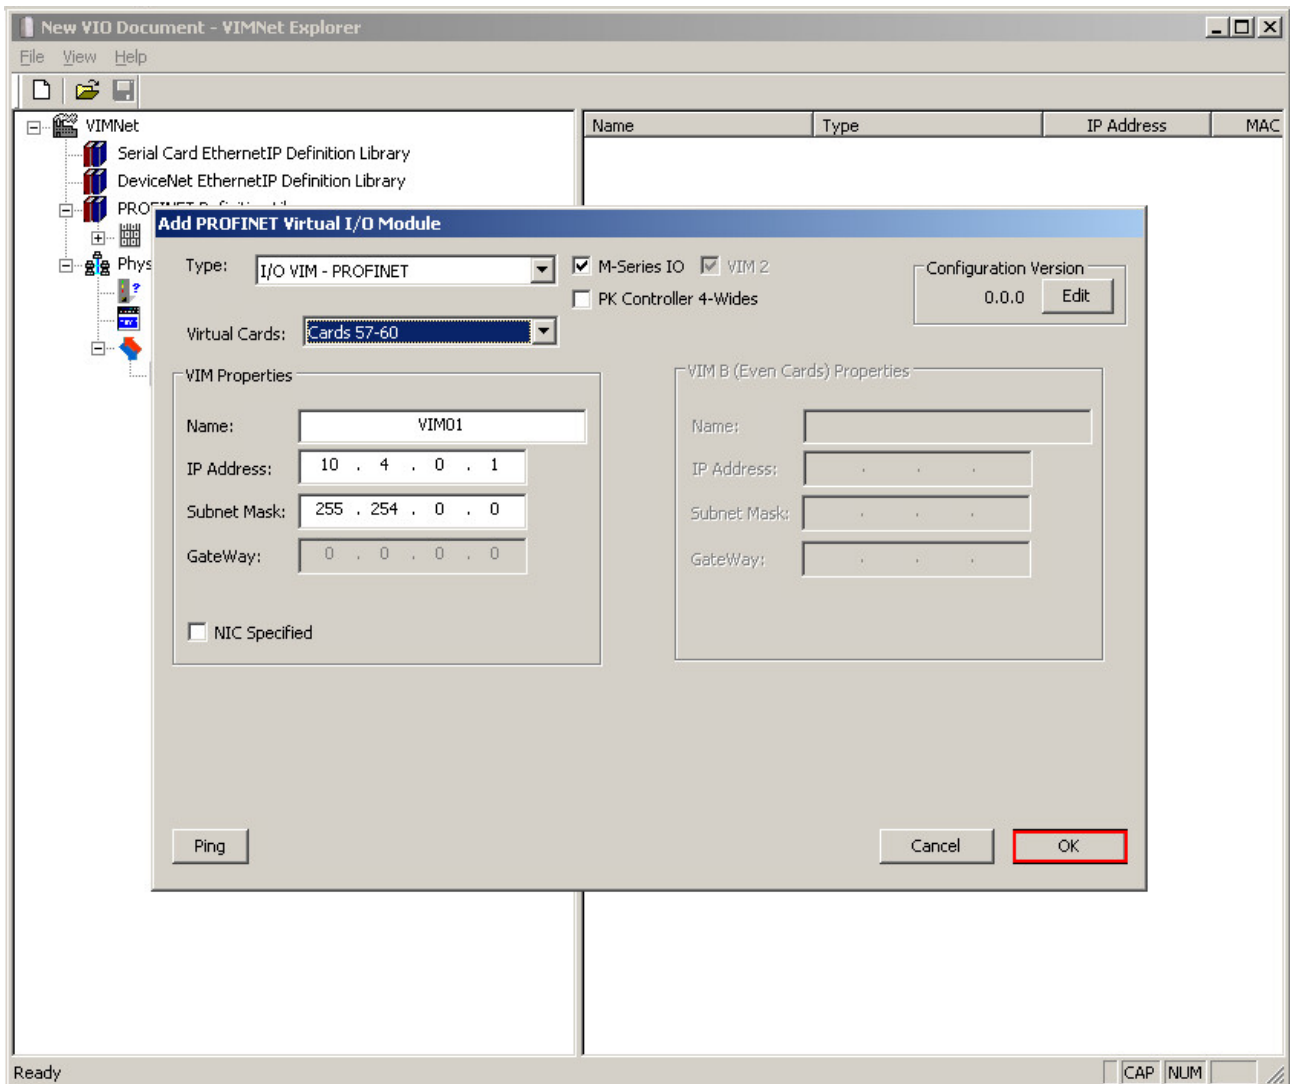 New VIO Document - VIMNet Explorer
File View Help
VIMNet
Serial Card EthernetIP Definition Library
DeviceNet EthernetIP Definition Library
Name Type IP Address MAC
Phys
Add PROFINET Virtual I/O Module
Type: I/O VIM - PROFINET
M-Series IO VIM 2
PK Controller 4-Wides
Configuration Version
0.0.0 Edit
Virtual Cards: Cards 57-60
VIM Properties
Name: VIM01
IP Address: 10 . 4 . 0 . 1
Subnet Mask: 255 . 254 . 0 . 0
GateWay: 0 . 0 . 0 . 0
NIC Specified
VIM B (Even Cards) Properties
Name:
IP Address: . . .
Subnet Mask: . . .
GateWay: . . .
Ping Cancel OK
Ready CAP NUM